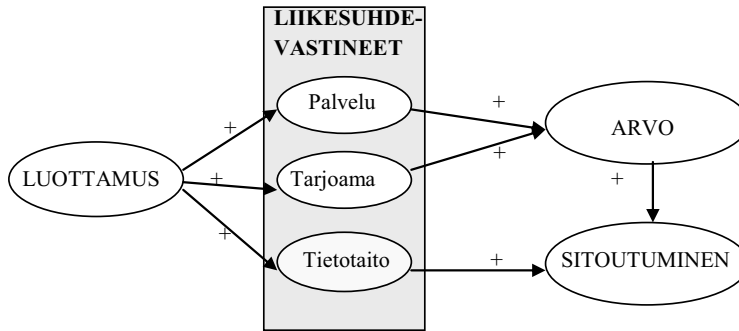 LIIKESUHDE-
VASTINEET
Palvelu
+
+
ARVO
+
LUOTTAMUS
+
Tarjoama
+
+
+
Tietotaito
+
SITOUTUMINEN